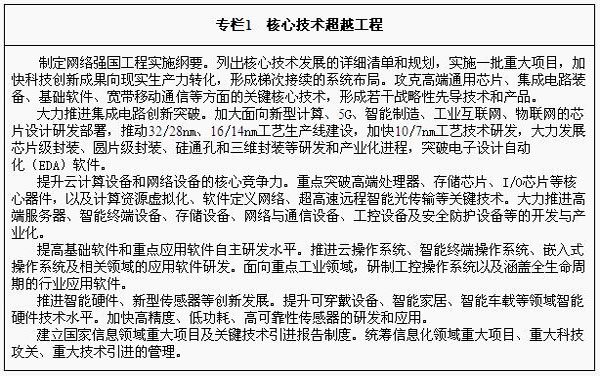 专栏1 核心技术超越工程
制定网络强国工程实施纲要。列出核心技术发展的详细清单和规划，实施一批重大项目，加
快科技创新成果向现实生产力转化，形成梯次接续的系统布局。攻克高端通用芯片、集成电路装
备、基础软件、宽带移动通信等方面的关键核心技术，形成若干战略性先导技术和产品。
大力推进集成电路创新突破。加大面向新型计算、5G、智能制造、工业互联网、物联网的芯
片设计研发部署，推动32/28nm、16/14nm工艺生产线建设，加快10/7nm工艺技术研发，大力发展
芯片级封装、圆片级封装、硅通孔和三维封装等研发和产业化进程，突破电子设计自动
化（EDA）软件。
提升云计算设备和网络设备的核心竞争力。重点突破高端处理器、存储芯片、I/O芯片等核
心器件，以及计算资源虚拟化、软件定义网络、超高速远程智能光传输等关键技术。大力推进高
端服务器、智能终端设备、存储设备、网络与通信设备、工控设备及安全防护设备等的开发与产
业化。
提高基础软件和重点应用软件自主研发水平。推进云操作系统、智能终端操作系统、嵌入式
操作系统及相关领域的应用软件研发。面向重点工业领域，研制工控操作系统以及涵盖全生命周
期的行业应用软件。
推进智能硬件、新型传感器等创新发展。提升可穿戴设备、智能家居、智能车载等领域智能
硬件技术水平。加快高精度、低功耗、高可靠性传感器的研发和应用。
建立国家信息领域重大项目及关键技术引进报告制度。统筹信息化领域重大项目、重大科技
攻关、重大技术引进的管理。